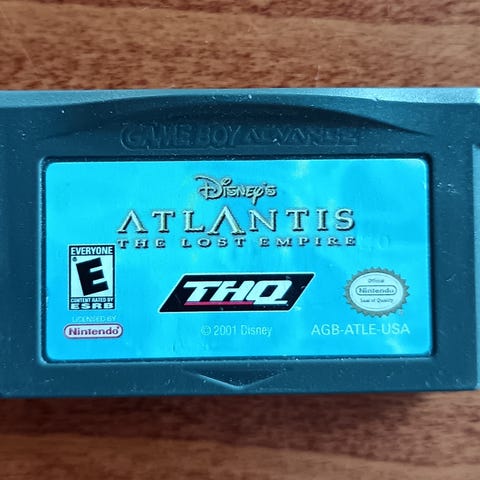 GAME BOY ADVANCE
Disney's
ATLANTIS
THE LOST EMPIRE
EVERYONE
E
CONTENT RATED BY
ESRB
THQ
Official
Nintendo
Seal of Quality
LICENSED BY
Nintendo
© 2001 Disney
AGB-ATLE-USA